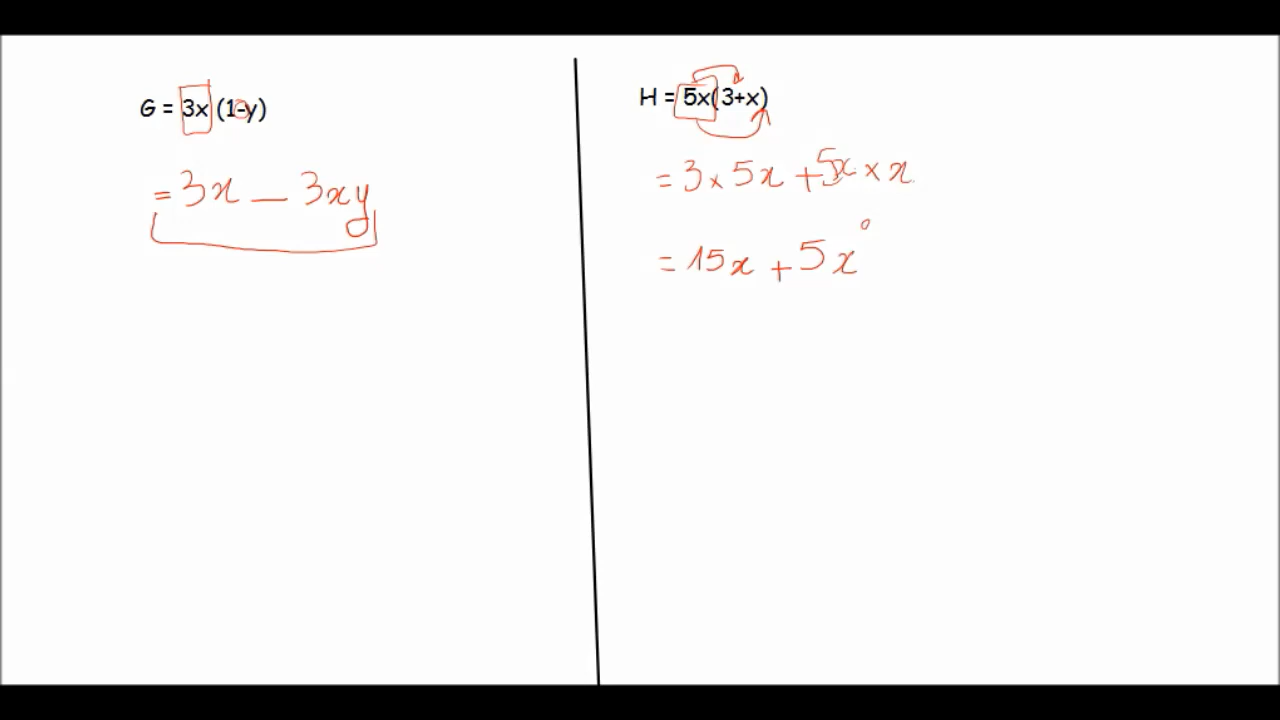 G = 3x (1-y)
= 3x - 3xy
H = 5x(3+x)
= 3 × 5x + 5x × x
= 15x + 5x°